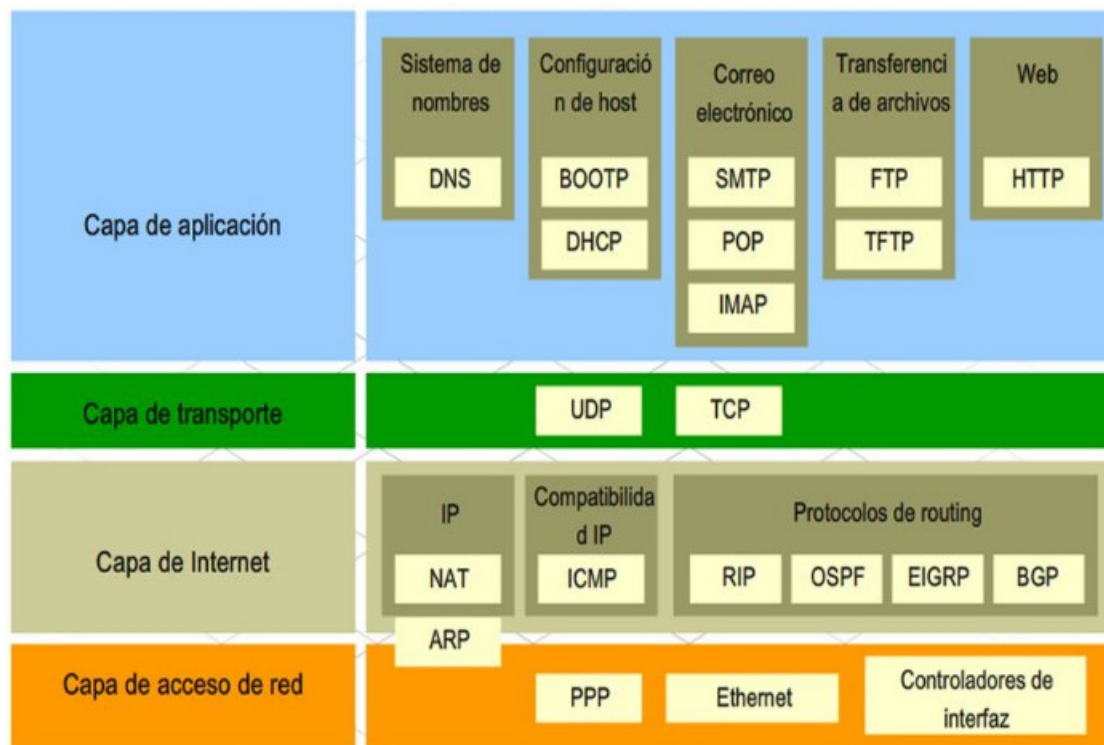 Capa de aplicación
Sistema de
nombres
DNS
Configuració
n de host
BOOTP
DHCP
Correo
electrónico
SMTP
POP
IMAP
Transferenci
a de archivos
FTP
TFTP
Web
HTTP
Capa de transporte
UDP
TCP
Capa de Internet
IP
NAT
ARP
Compatibilida
d IP
ICMP
Protocolos de routing
RIP
OSPF
EIGRP
BGP
Capa de acceso de red
PPP
Ethernet
Controladores de
interfaz